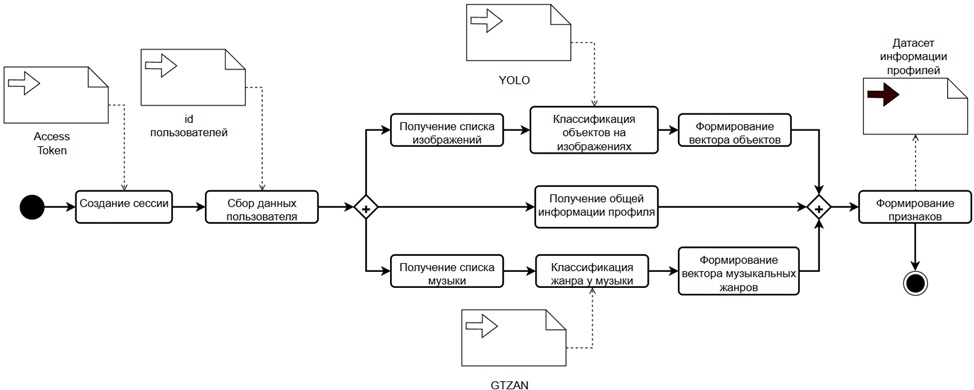 Access
Token
id
пользователей
YOLO
Датасет
информации
профилей
Создание сессии
Сбор данных
пользователя
Получение списка
изображений
Классификация
объектов на
изображениях
Формирование
вектора объектов
Получение общей
информации профиля
Получение списка
музыки
Классификация
жанра у музыки
Формирование
вектора музыкальных
жанров
Формирование
признаков
GTZAN